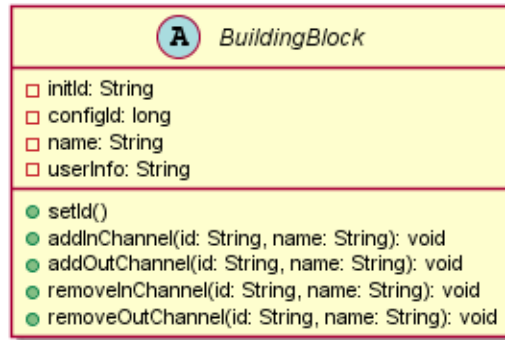 A BuildingBlock
initId: String
configId: long
name: String
userInfo: String
setId()
addInChannel(id: String, name: String): void
addOutChannel(id: String, name: String): void
removeInChannel(id: String, name: String): void
removeOutChannel(id: String, name: String): void